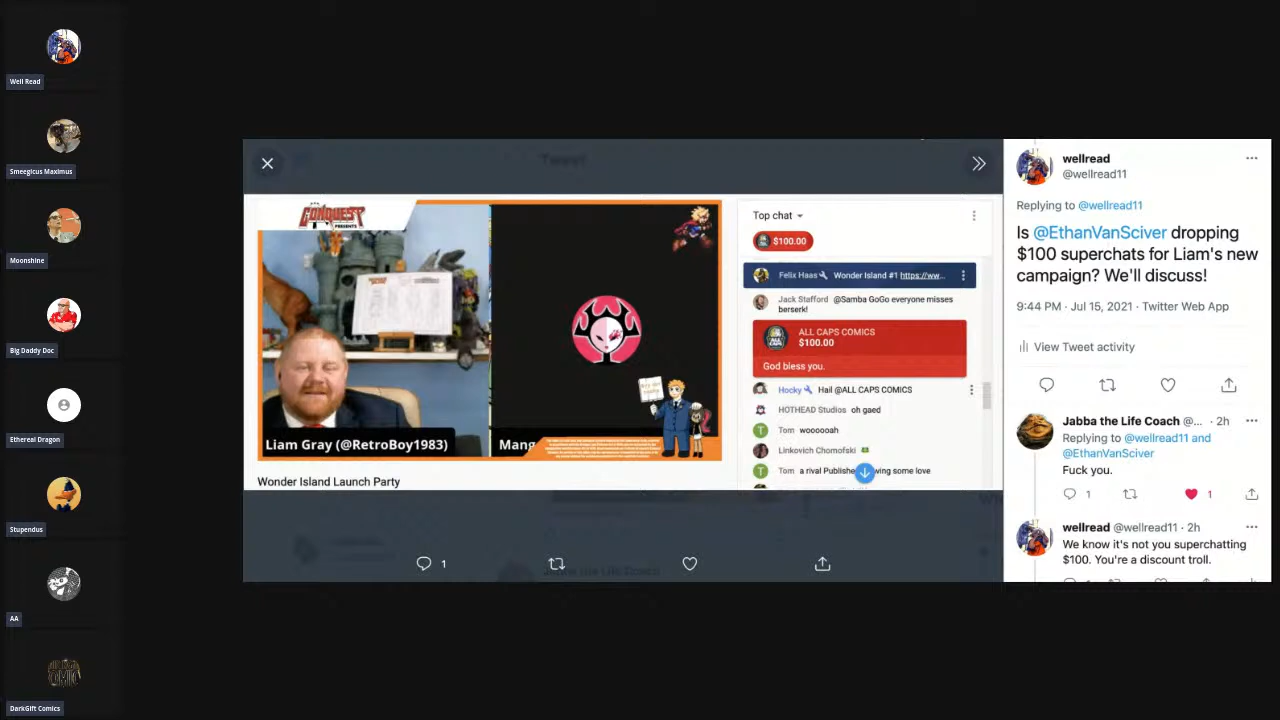 Well Read
Smeegicus Maximus
Moonshine
Big Daddy Doc
Ethereal Dragon
Stupendus
AA
DarkGift Comics
Tweet
CONQUEST
PRESENTS
Liam Gray (@RetroBoy1983)
Mang
Wonder Island Launch Party
1
Top chat
$100.00
Felix Haas Wonder Island #1 https://ww...
Jack Stafford @Samba GoGo everyone misses
berserk!
ALL CAPS COMICS
$100.00
God bless you.
Hocky Hail @ALL CAPS COMICS
HOTHEAD Studios oh gaed
T Tom woooooah
Linkovich Chomofski
T Tom a rival Publishe wing some love
wellread
@wellread11
Replying to @wellread11
Is @EthanVanSciver dropping
$100 superchats for Liam's new
campaign? We'll discuss!
9:44 PM · Jul 15, 2021 · Twitter Web App
View Tweet activity
Jabba the Life Coach @... · 2h
Replying to @wellread11 and
@EthanVanSciver
Fuck you.
1 1
wellread @wellread11 · 2h
We know it's not you superchatting
$100. You're a discount troll.